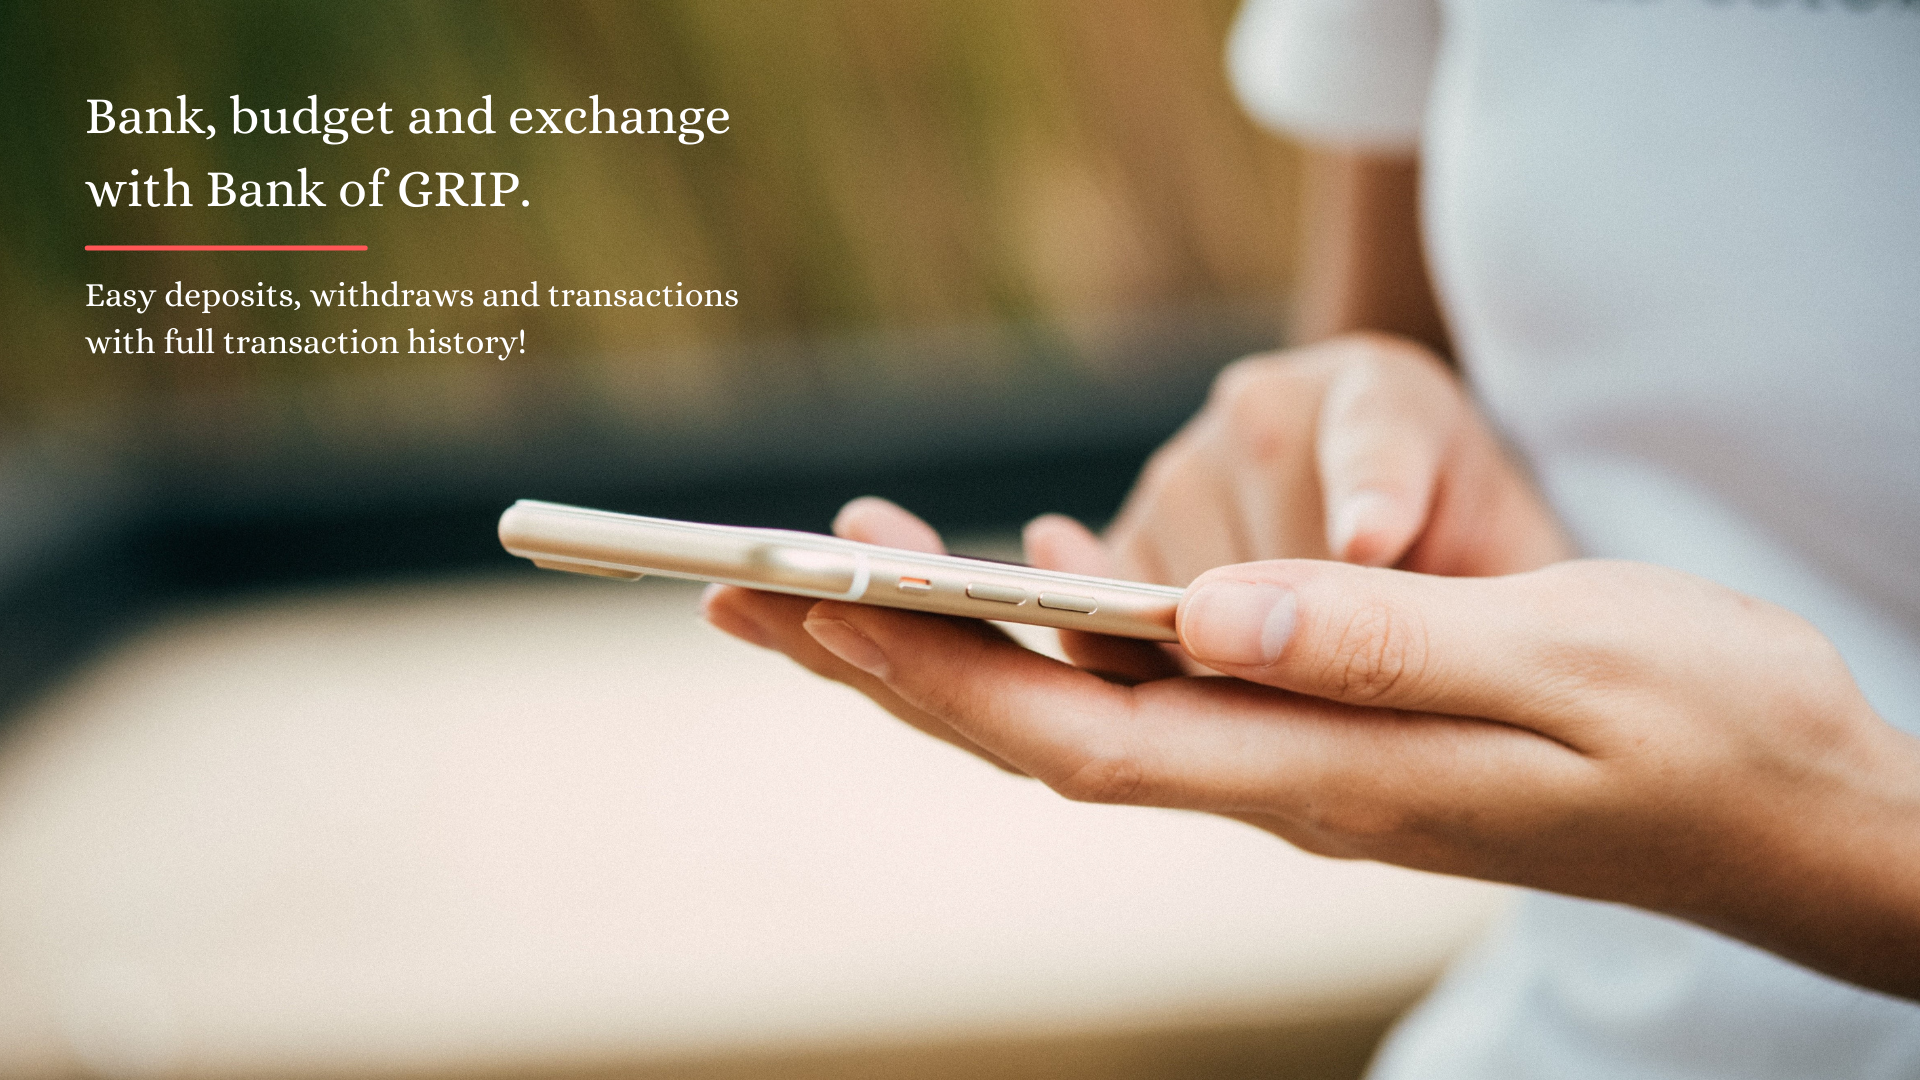 Bank, budget and exchange
with Bank of GRIP.
Easy deposits, withdraws and transactions
with full transaction history!